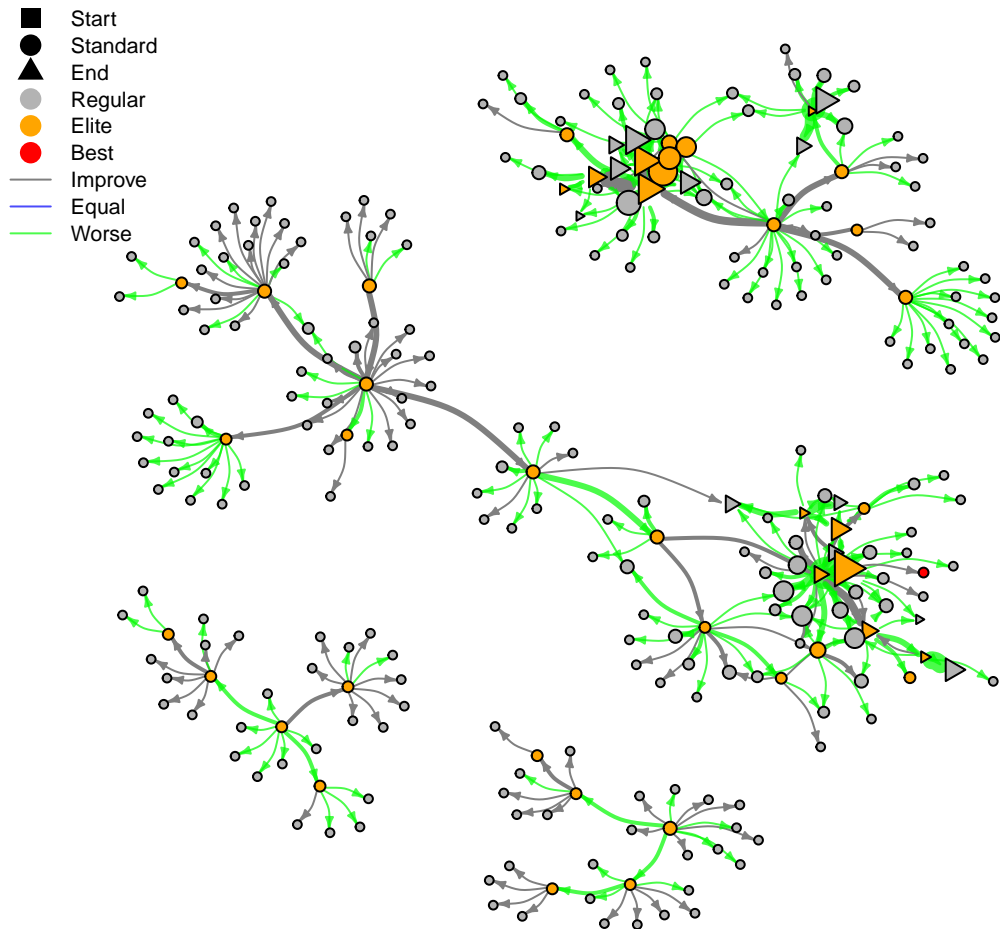 Start
Standard
End
Regular
Elite
Best
Improve
Equal
Worse